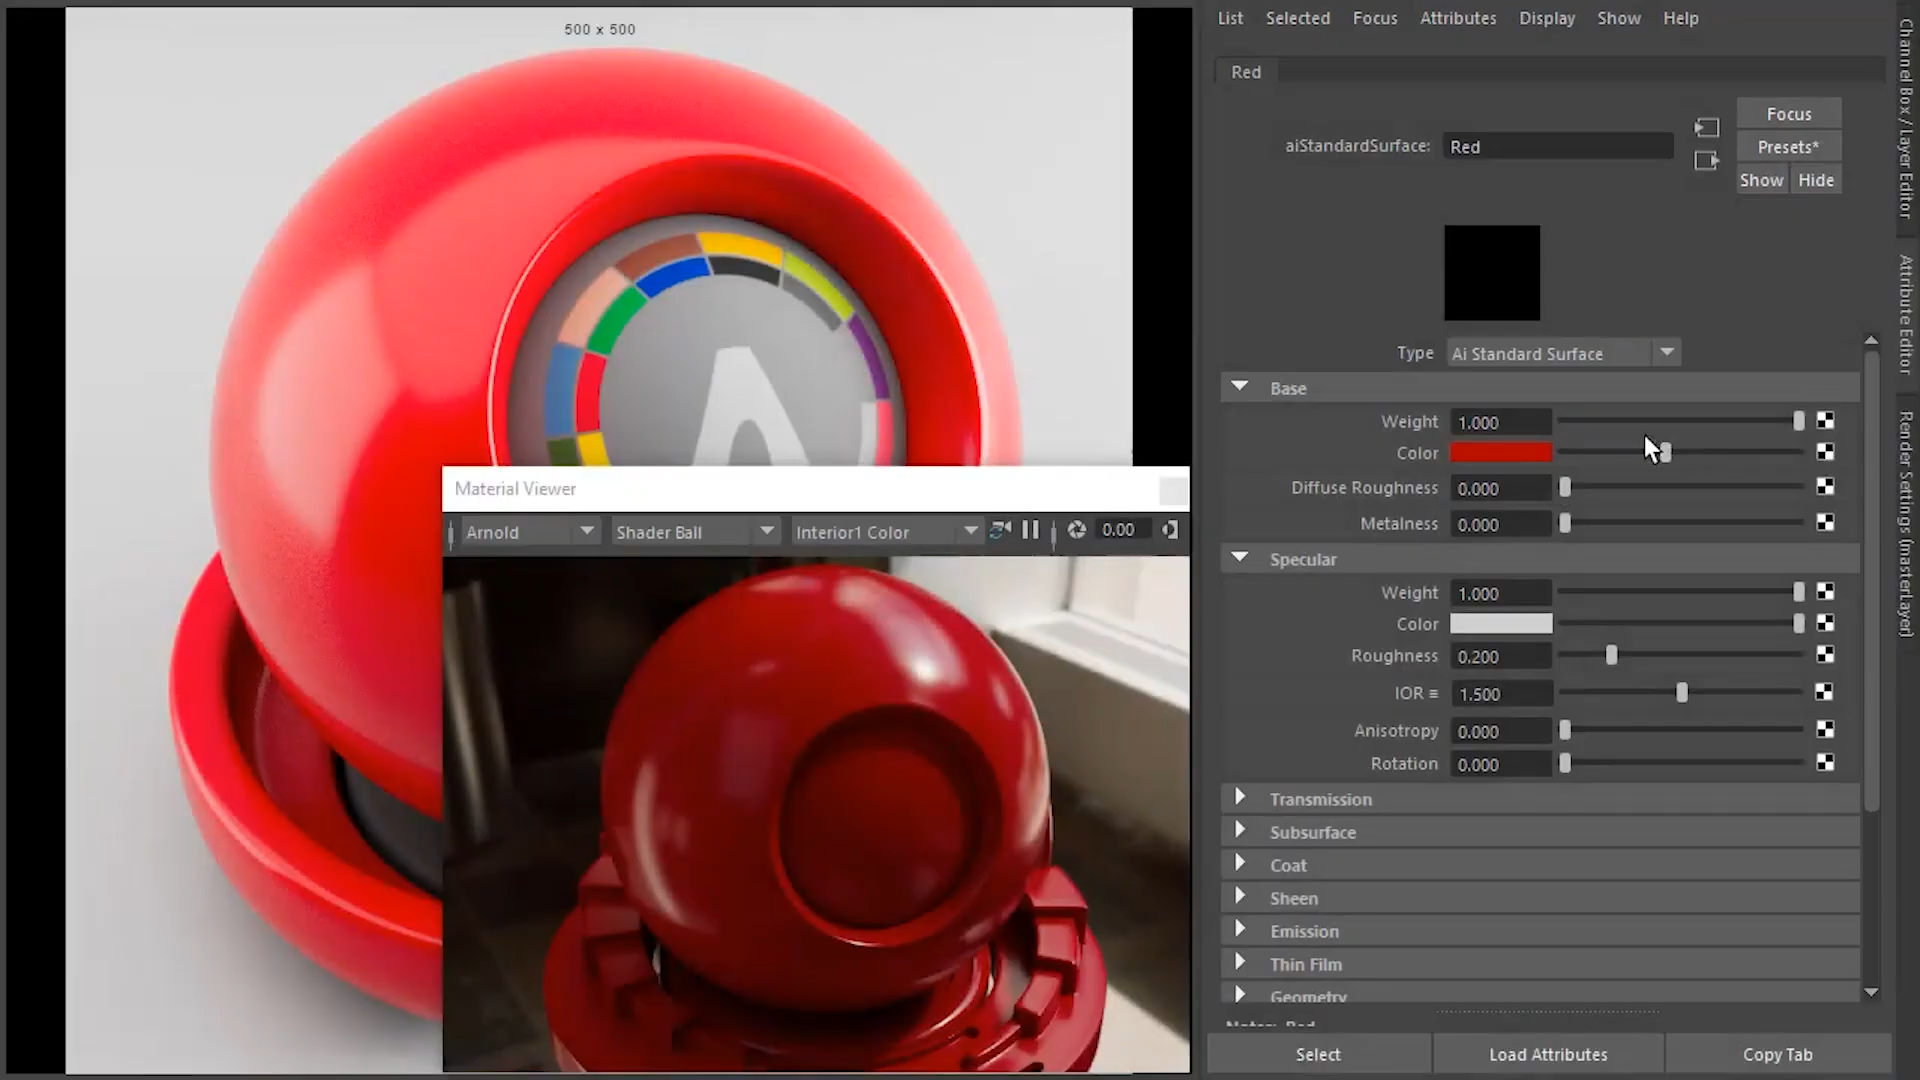 500 x 500
A
Material Viewer
Arnold Shader Ball Interior1 Color 0.00
List Selected Focus Attributes Display Show Help
Red
aiStandardSurface: Red
Focus
Presets*
Show Hide
Type Ai Standard Surface
Base
Weight 1.000
Color
Diffuse Roughness 0.000
Metalness 0.000
Specular
Weight 1.000
Color
Roughness 0.200
IOR ≡ 1.500
Anisotropy 0.000
Rotation 0.000
Transmission
Subsurface
Coat
Sheen
Emission
Thin Film
Geometry
Notes: Red
Select Load Attributes Copy Tab
Channel Box / Layer Editor
Attribute Editor
Render Settings (masterLayer)